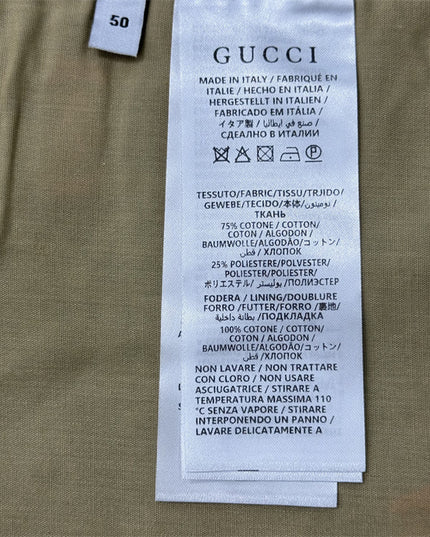 50
GUCCI
MADE IN ITALY / FABRIQUÉ EN
ITALIE / HECHO EN ITALIA /
HERGESTELLT IN ITALIEN /
FABRICADO EM ITÁLIA /
イタリア製 / صنع في ايطاليا /
СДЕЛАНО В ИТАЛИИ
TESSUTO/FABRIC/TISSU/TRJIDO/
GEWEBE/TECIDO/本体/نومبتون/
ТКАНЬ
75% COTONE / COTTON/
COTON / ALGODON /
BAUMWOLLE/ALGODÃO/コットン/
قطن / ХЛОПОК
25% POLIESTERE/POLVESTER/
POLIESTER/POLIESTER/
ポリエステル/ بوليستر /ПОЛИЭСТЕР
FODERA / LINING/DOUBLURE
FORRO /FUTTER/FORRO /裏地/
بطانة داخلية /ПОДКЛАДКА
100% COTONE / COTTON/
COTON / ALGODON /
BAUMWOLLE/ALGODÃO/コットン/
قطن /ХЛОПОК
NON LAVARE / NON TRATTARE
CON CLORO / NON USARE
ASCIUGATRICE / STIRARE A
TEMPERATURA MASSIMA 110
°C SENZA VAPORE / STIRARE
INTERPONENDO UN PANNO /
LAVARE DELICATAMENTE A